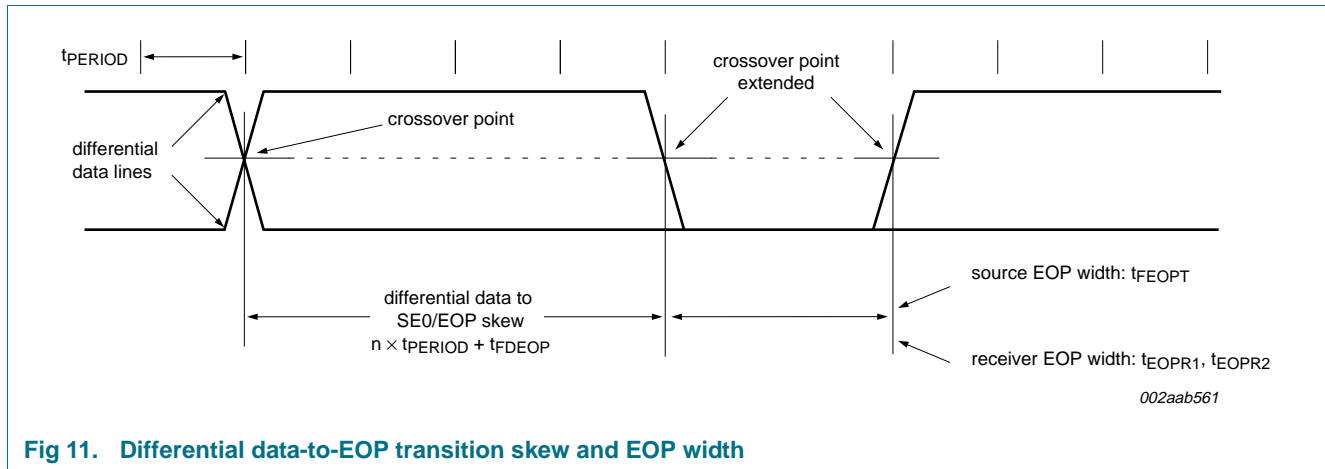 tPERIOD
crossover point
extended
crossover point
differential
data lines
differential data to
SE0/EOP skew
n × tPERIOD + tFDEOP
source EOP width: tFEOPT
receiver EOP width: tEOPR1, tEOPR2
002aab561
Fig 11. Differential data-to-EOP transition skew and EOP width